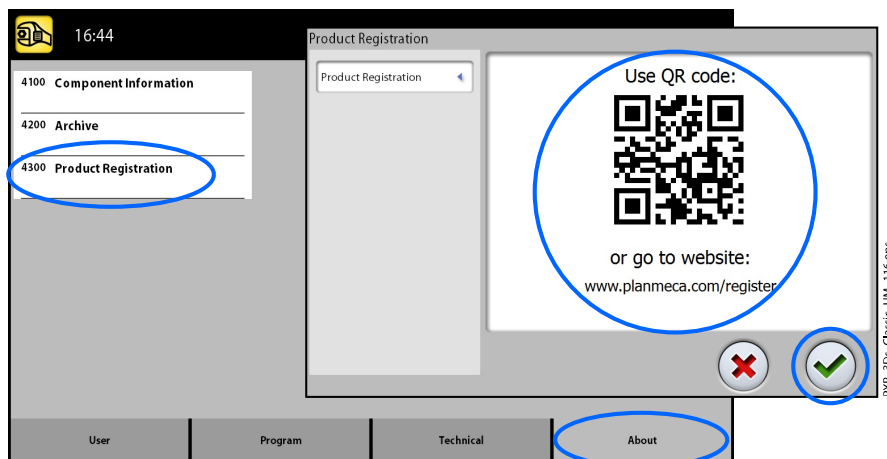 16:44
4100 Component Information
4200 Archive
4300 Product Registration
Product Registration
Product Registration
Use QR code:
or go to website:
www.planmeca.com/register
User
Program
Technical
About